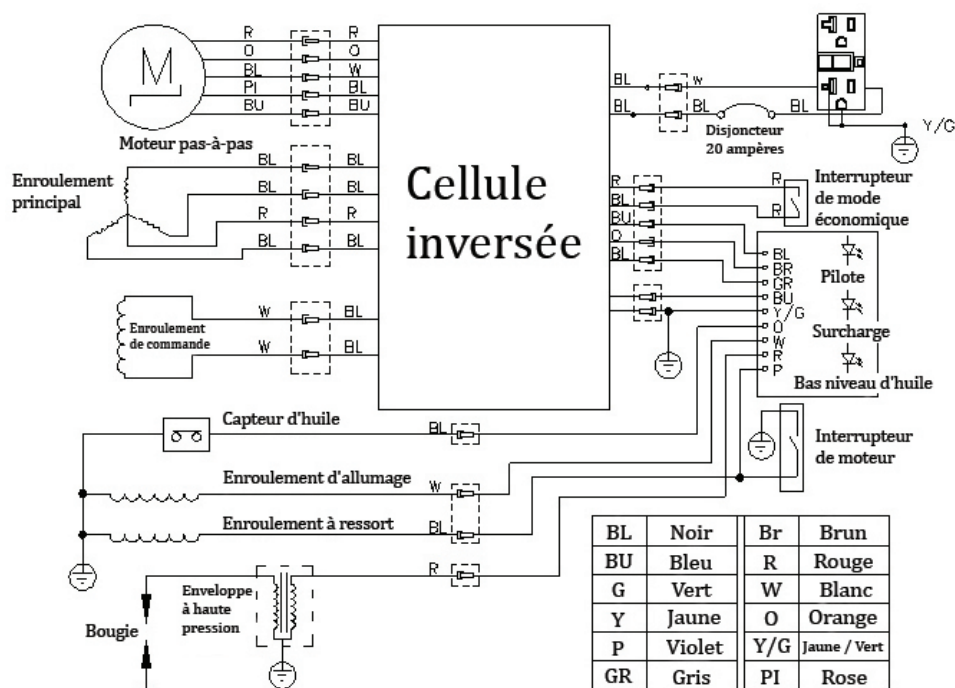 R R
O O
BL W
PI BL
BU BU
M
Moteur pas-à-pas
Enroulement
principal
BL BL
BL BL
R R
BL BL
Enroulement
de commande
W BL
W BL
Cellule
inversée
BL W
BL BL BL
Disjoncteur
20 ampères
Y/G
R R
BL R
BU
O
BL
Interrupteur
de mode
économique
BL
BR
GR
BU
Y/G
O
W
R
P
Pilote
Surcharge
Bas niveau d'huile
Interrupteur
de moteur
Capteur d'huile BL
Enroulement d'allumage W
Enroulement à ressort BL
R
Enveloppe
à haute
pression
Bougie
BL Noir Br Brun
BU Bleu R Rouge
G Vert W Blanc
Y Jaune O Orange
P Violet Y/G Jaune / Vert
GR Gris PI Rose